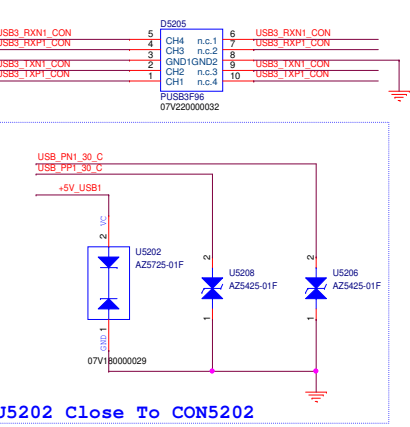 D5205
USB3_RXN1_CON 5 CH4 n.c.1 6 USB3_RXN1_CON
USB3_RXP1_CON 4 CH3 n.c.2 7 USB3_RXP1_CON
3 GND1 GND2 8
USB3_TXN1_CON 2 CH2 n.c.3 9 USB3_TXN1_CON
USB3_TXP1_CON 1 CH1 n.c.4 10 USB3_TXP1_CON
PUSB3F96
07V220000032
USB_PN1_30_C
USB_PP1_30_C
+5V_USB1
VC
2
2
2
U5202
AZ5725-01F
U5208
AZ5425-01F
U5206
AZ5425-01F
GND
1
1
1
07V180000029
U5202 Close To CON5202